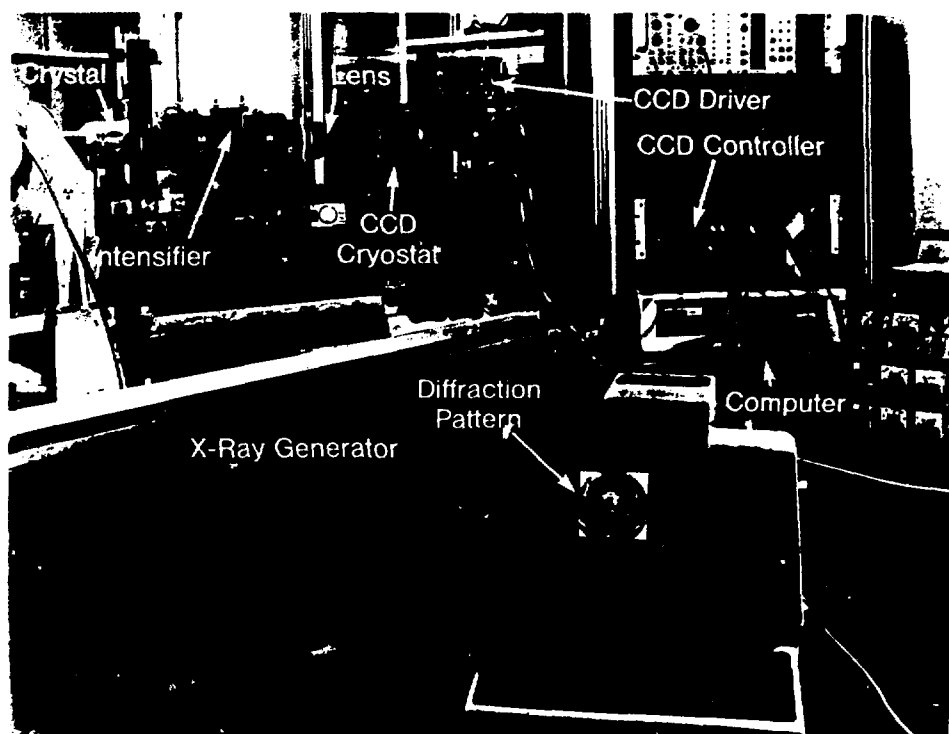 Crystal
Lens
CCD Driver
CCD Controller
Intensifier
CCD
Cryostat
Diffraction
Pattern
Computer
X-Ray Generator